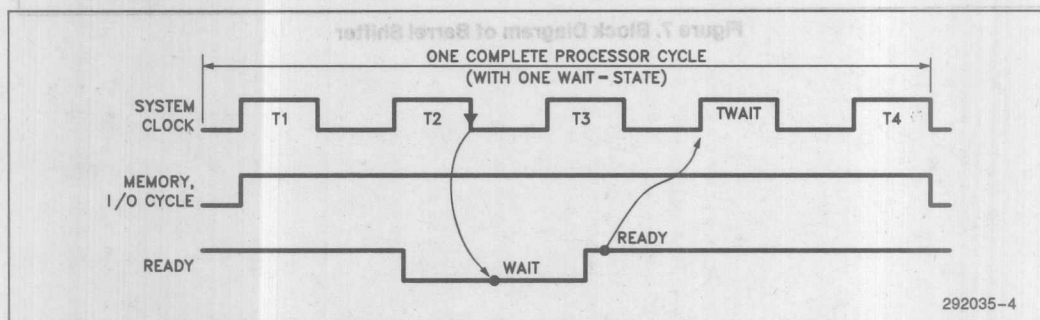 Figure 7. Block Diagram of Barrel Shifter
ONE COMPLETE PROCESSOR CYCLE
(WITH ONE WAIT-STATE)
SYSTEM
CLOCK
T1
T2
T3
TWAIT
T4
MEMORY,
I/O CYCLE
READY
WAIT
READY
292035-4